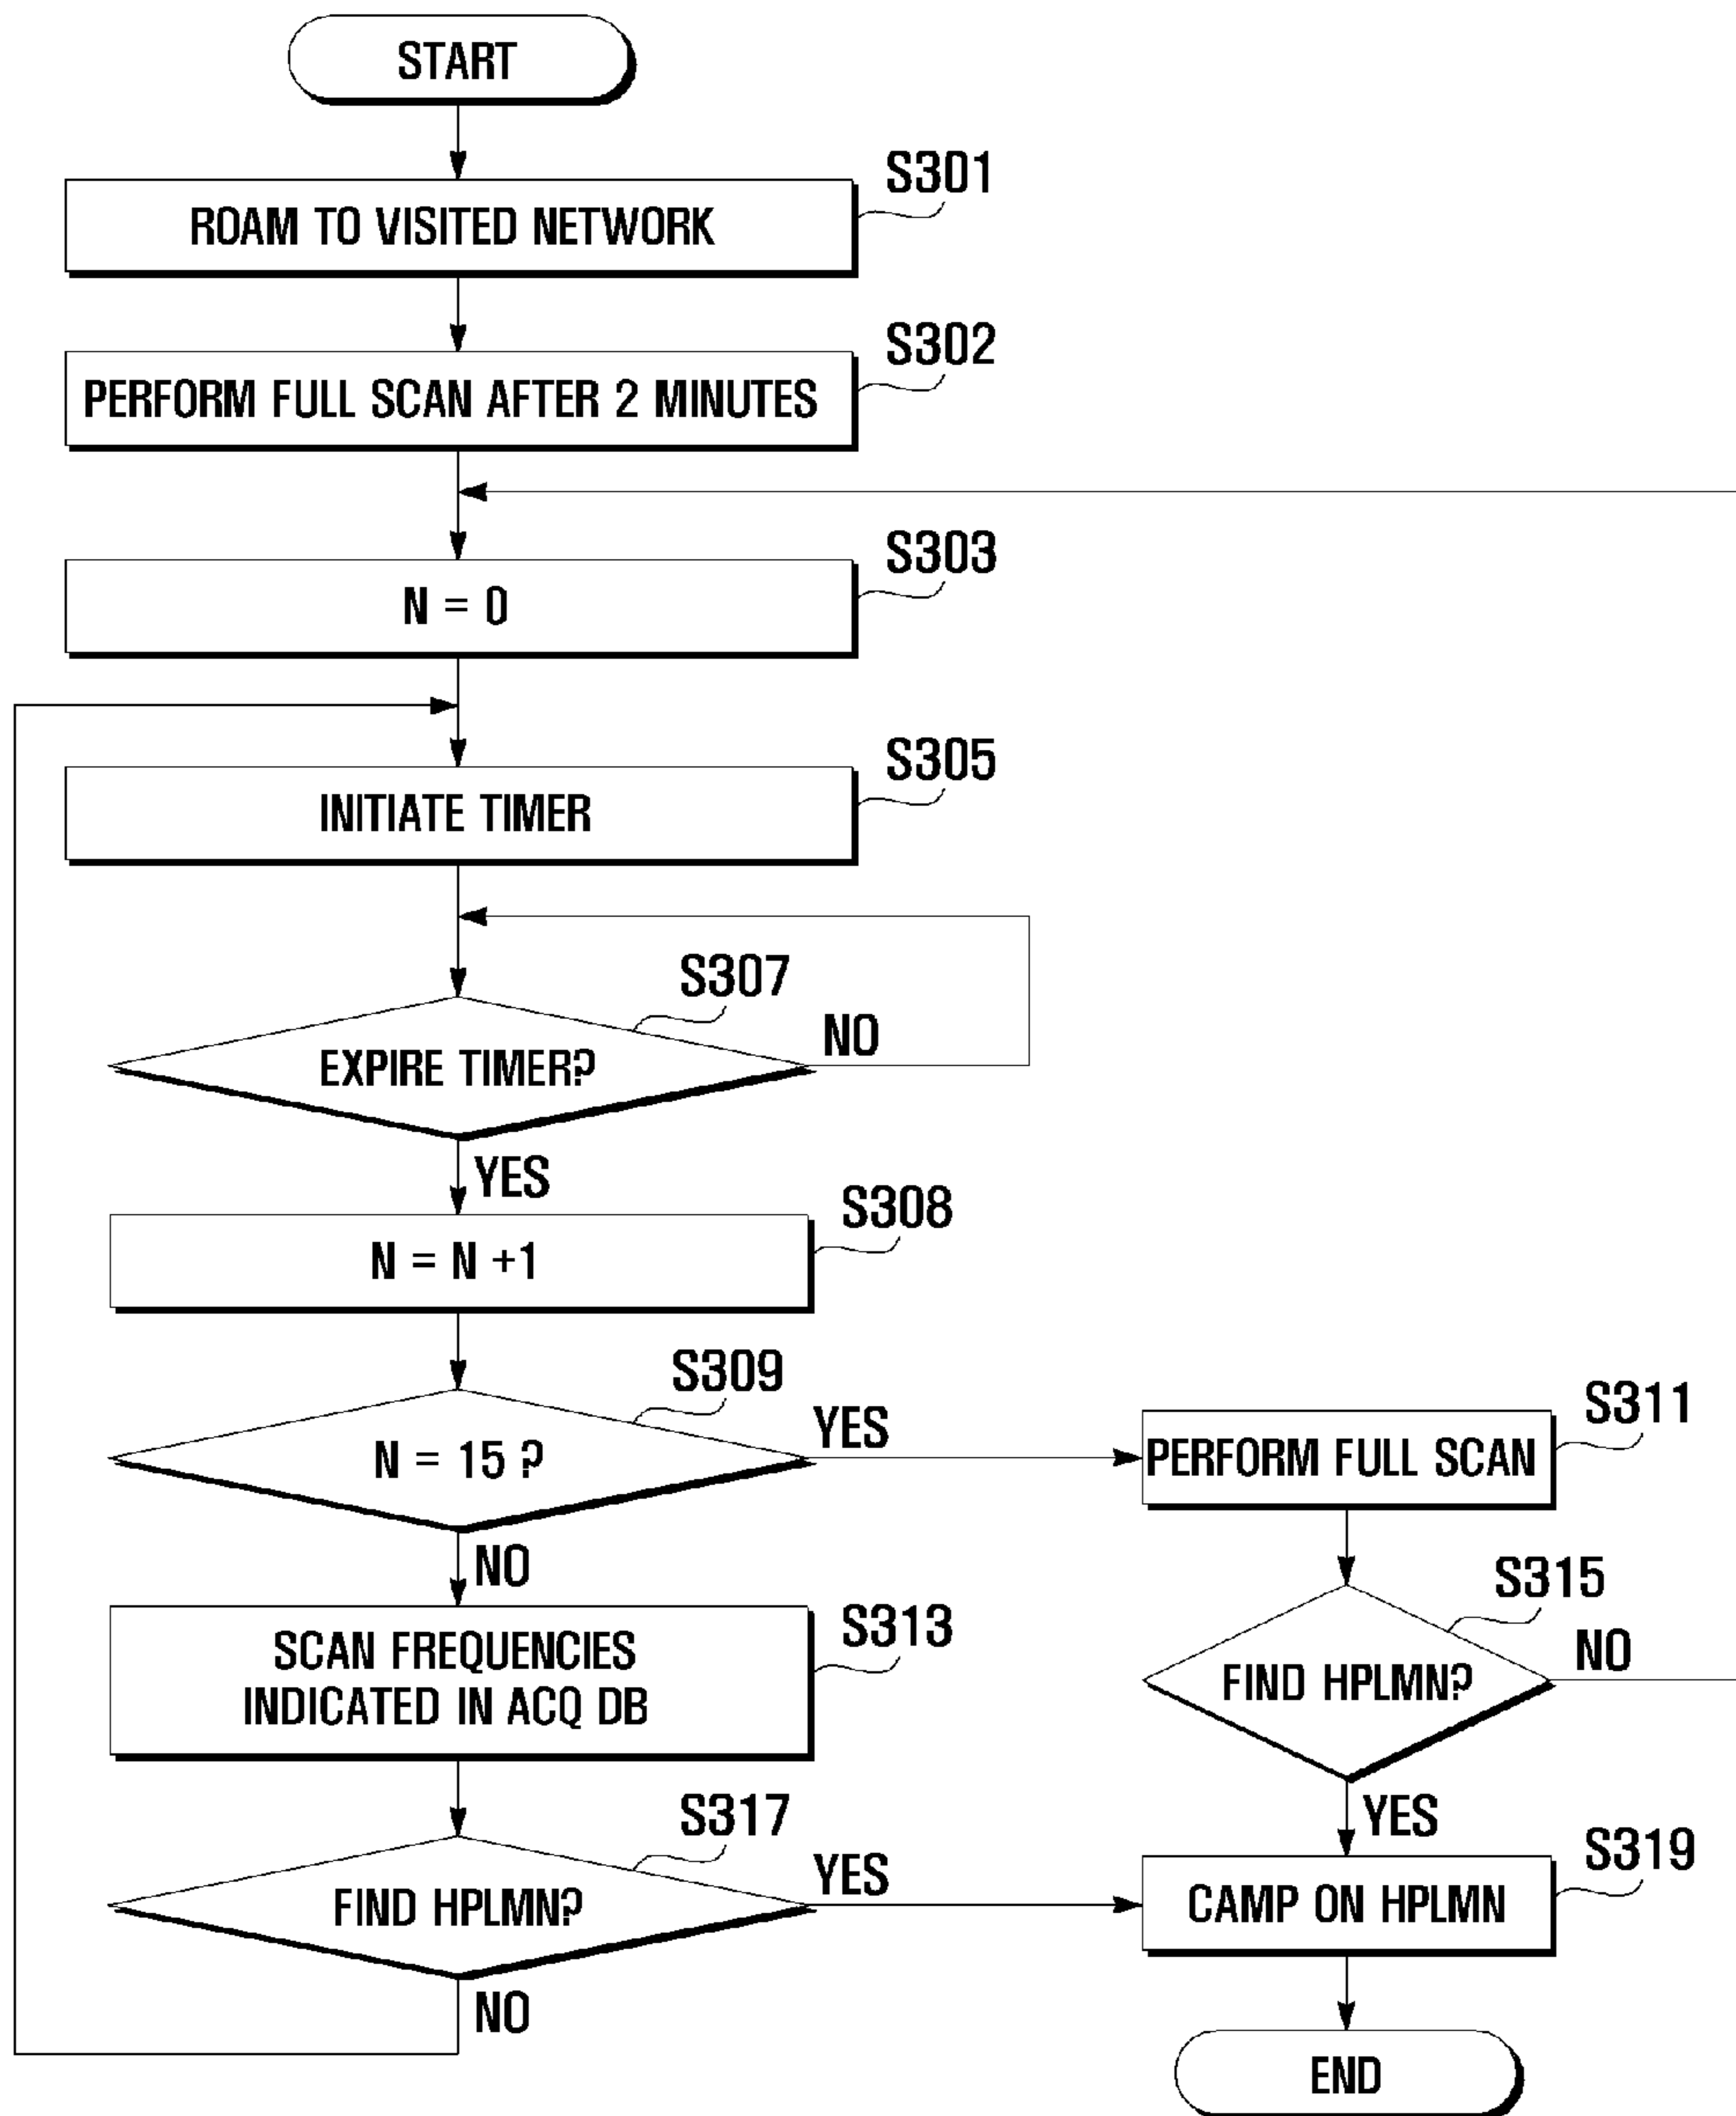 START
S301
ROAM TO VISITED NETWORK
S302
PERFORM FULL SCAN AFTER 2 MINUTES
S303
N = 0
S305
INITIATE TIMER
S307
EXPIRE TIMER?
NO
YES
S308
N = N +1
S309
N = 15 ?
YES
NO
S311
PERFORM FULL SCAN
S313
SCAN FREQUENCIES
INDICATED IN ACQ DB
S315
FIND HPLMN?
NO
YES
S317
FIND HPLMN?
YES
NO
S319
CAMP ON HPLMN
END